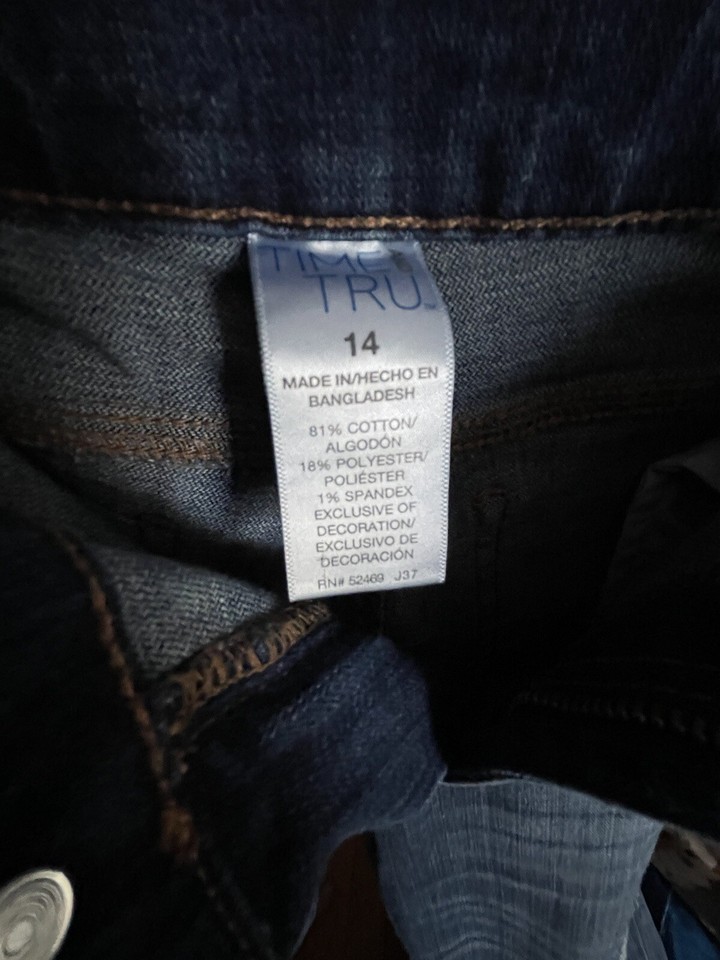 TIME
TRU™
14
MADE IN/HECHO EN
BANGLADESH
81% COTTON/
ALGODÓN
18% POLYESTER/
POLIÉSTER
1% SPANDEX
EXCLUSIVE OF
DECORATION/
EXCLUSIVO DE
DECORACIÓN
RN# 52469 J37